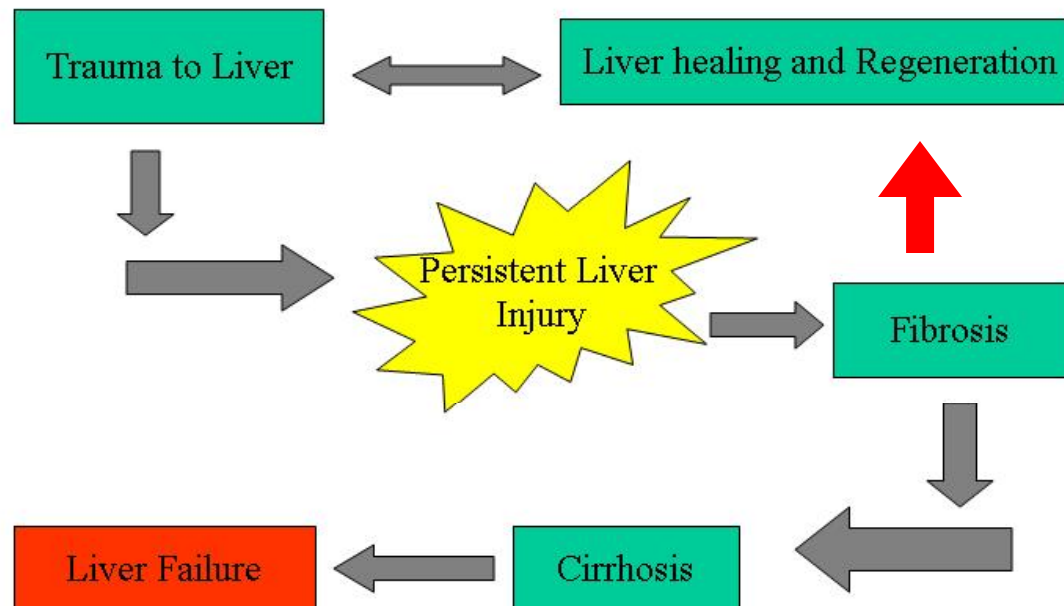 Trauma to Liver
Liver healing and Regeneration
Persistent Liver
Injury
Fibrosis
Cirrhosis
Liver Failure